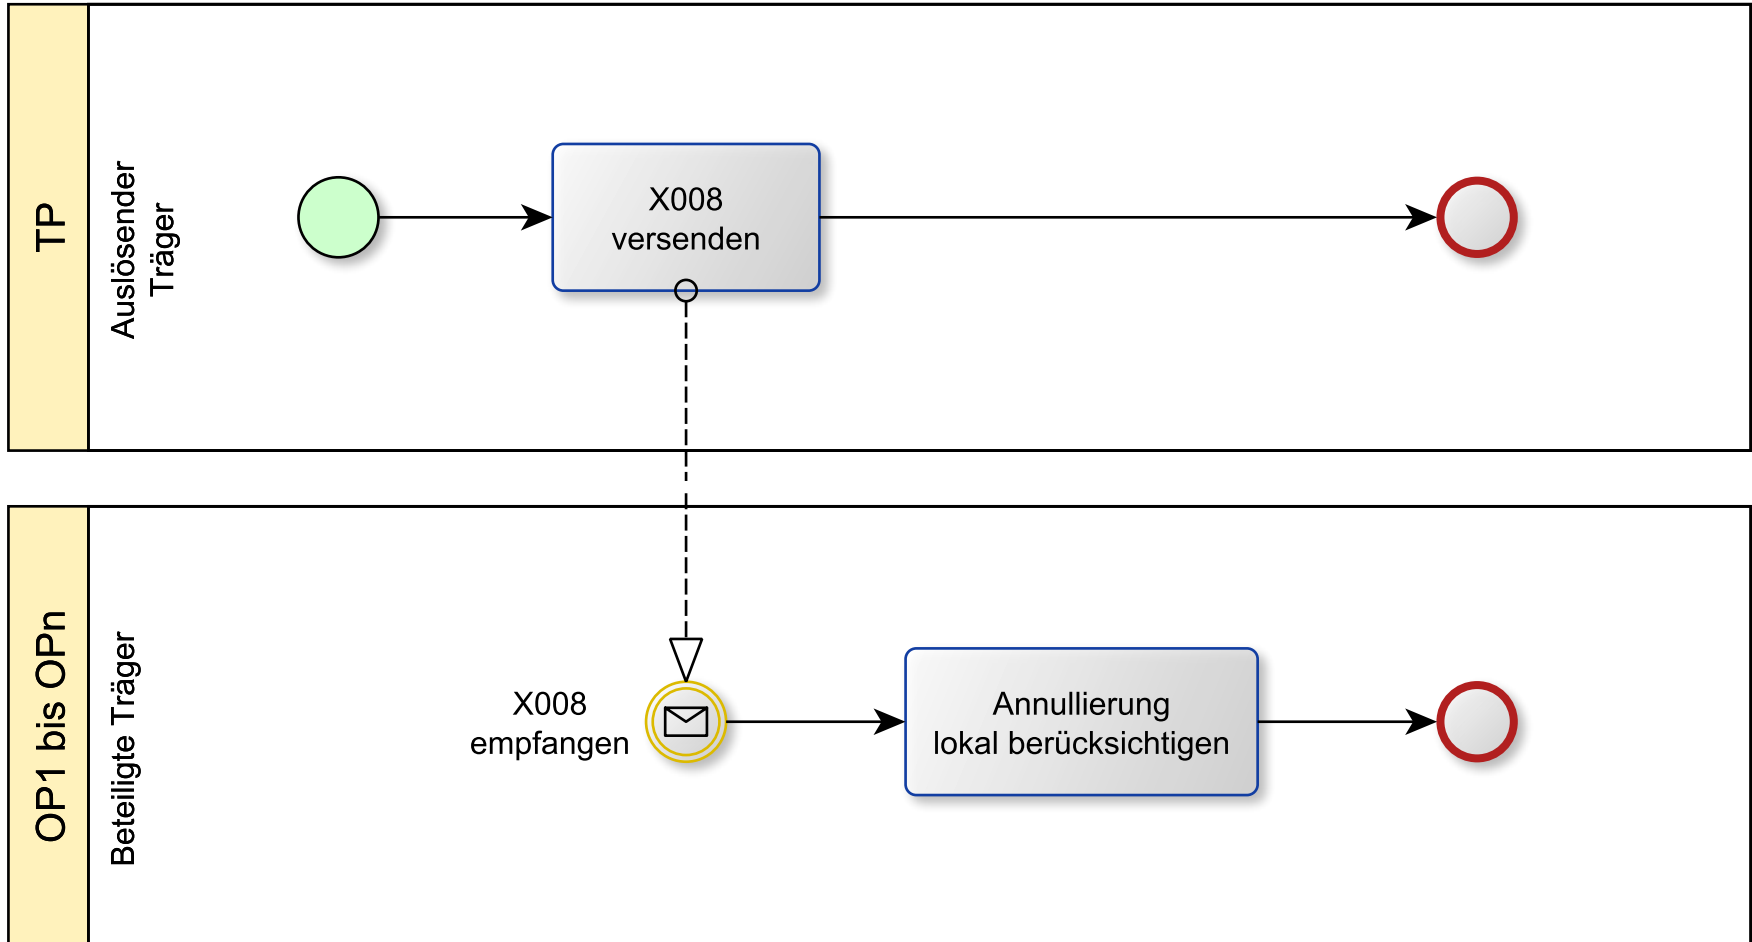 TP
Auslösender
Träger
X008
versenden
OP1 bis OPn
Beteiligte Träger
X008
empfangen
Annullierung
lokal berücksichtigen